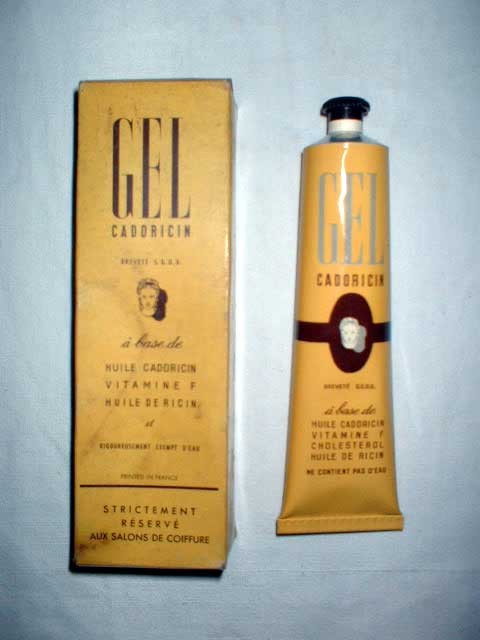 GEL
CADORICIN
BREVETÉ S.G.D.G.
à base de
HUILE CADORICIN
VITAMINE F
HUILE DE RICIN
et
RIGOUREUSEMENT EXEMPT D'EAU
PRINTED IN FRANCE
STRICTEMENT
RÉSERVÉ
AUX SALONS DE COIFFURE
GEL
CADORICIN
BREVETÉ S.G.D.G.
à base de
HUILE CADORICIN
VITAMINE F
CHOLESTEROL
HUILE DE RICIN
NE CONTIENT PAS D'EAU